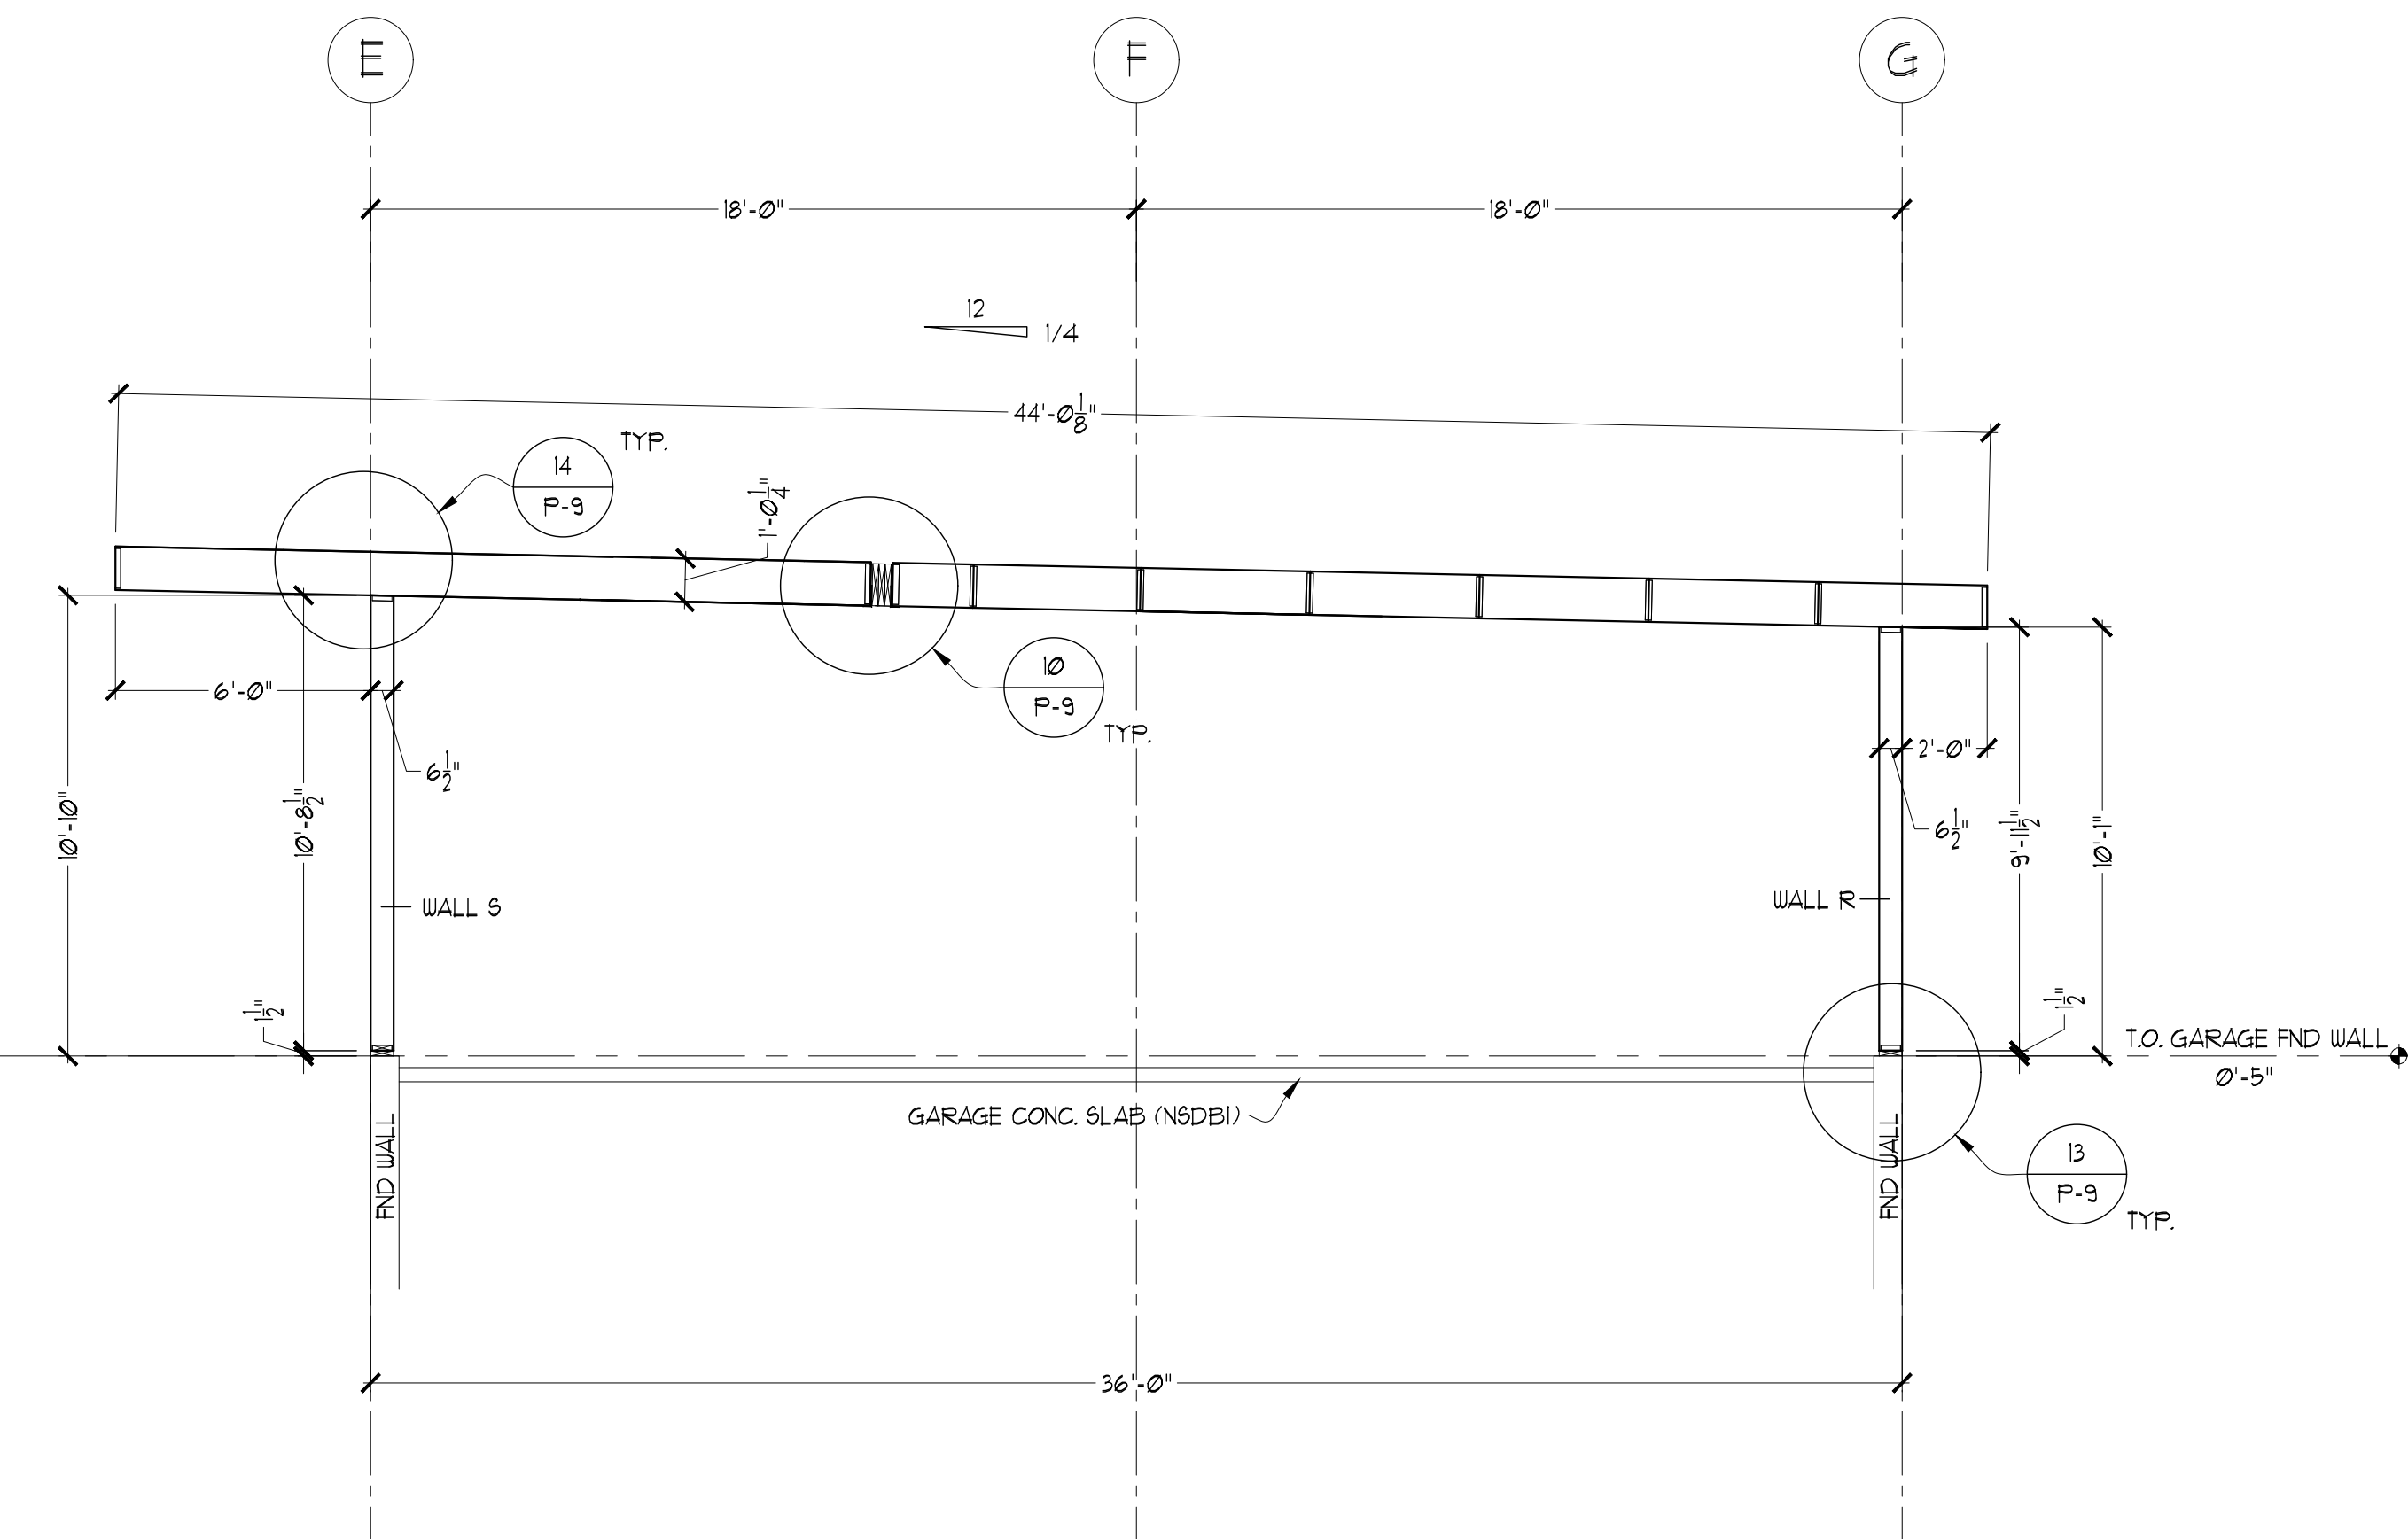 E
F
G
18'-0"
18'-0"
12
1/4
44'-0 1/8"
TYP.
14
P-9
1'-0 1/4"
10
P-9
TYP.
6'-0"
6 1/2"
2'-0"
6 1/2"
10'-10"
10'-8 1/2"
9'-11 1/2"
10'-1"
WALL S
WALL R
1 1/2"
1 1/2"
T.O. GARAGE FND WALL
0'-5"
GARAGE CONC. SLAB (NSDBI)
FND WALL
FND WALL
13
P-9
TYP.
36'-0"